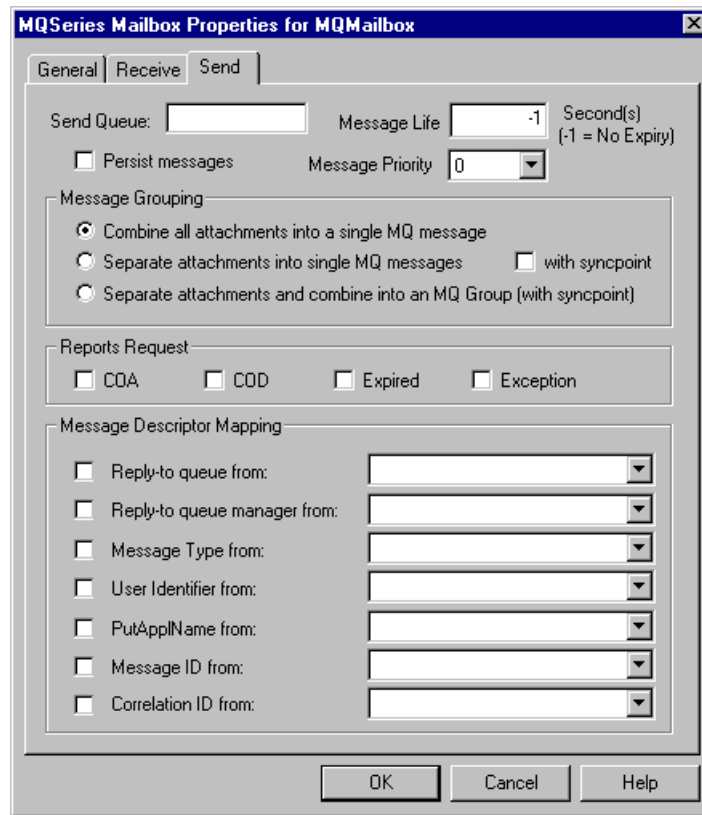 MQSeries Mailbox Properties for MQMailbox
General Receive Send
Send Queue: Message Life -1 Second(s)
(-1 = No Expiry)
Persist messages Message Priority 0
Message Grouping
Combine all attachments into a single MQ message
Separate attachments into single MQ messages with syncpoint
Separate attachments and combine into an MQ Group (with syncpoint)
Reports Request
COA COD Expired Exception
Message Descriptor Mapping
Reply-to queue from:
Reply-to queue manager from:
Message Type from:
User Identifier from:
PutApplName from:
Message ID from:
Correlation ID from:
OK Cancel Help